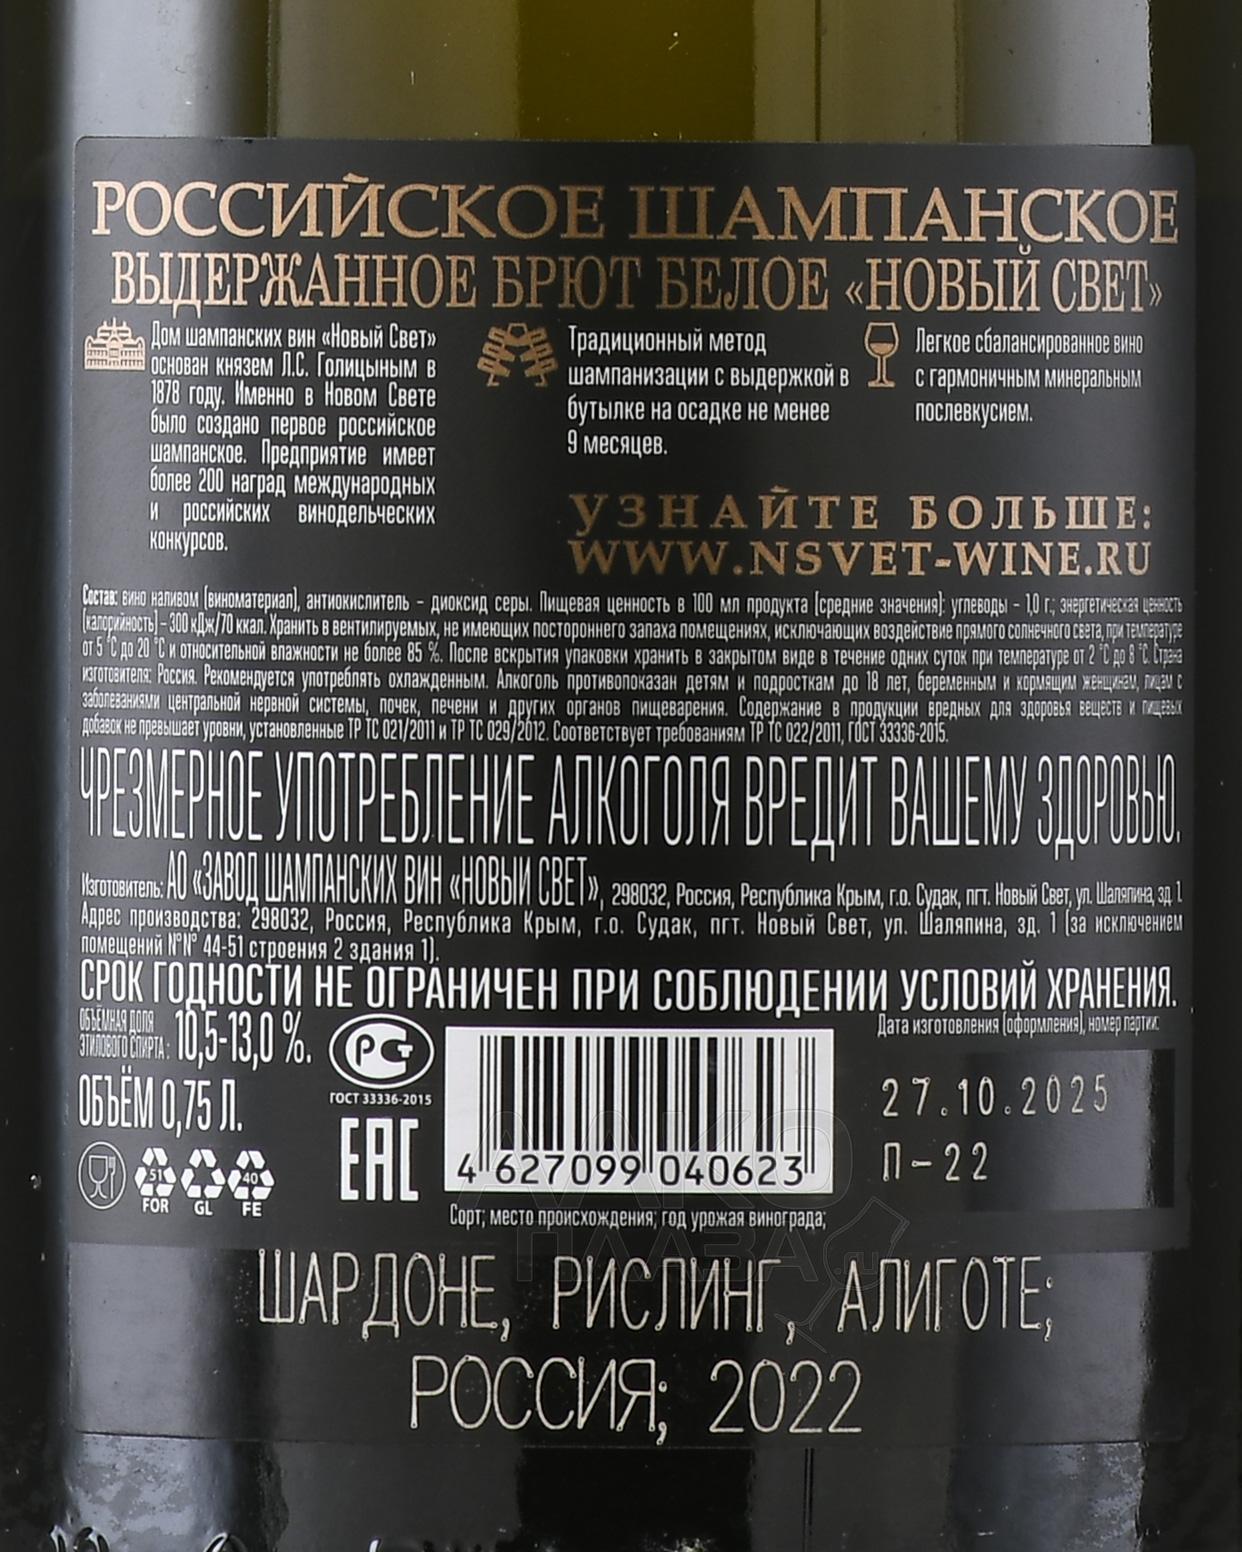 РОССИЙСКОЕ ШАМПАНСКОЕ
ВЫДЕРЖАННОЕ БРЮТ БЕЛОЕ «НОВЫЙ СВЕТ»
Дом шампанских вин «Новый Свет»
основан князем Л.С. Голицыным в
1878 году. Именно в Новом Свете
было создано первое российское
шампанское. Предприятие имеет
более 200 наград международных
и российских винодельческих
конкурсов.
Традиционный метод
шампанизации с выдержкой в
бутылке на осадке не менее
9 месяцев.
Легкое сбалансированное вино
с гармоничным минеральным
послевкусием.
УЗНАЙТЕ БОЛЬШЕ:
WWW.NSVET-WINE.RU
Состав: вино наливом (виноматериал), антиокислитель – диоксид серы. Пищевая ценность в 100 мл продукта (средние значения): углеводы – 1,0 г.; энергетическая ценность
(калорийность) – 300 кДж/70 ккал. Хранить в вентилируемых, не имеющих постороннего запаха помещениях, исключающих воздействие прямого солнечного света, при температуре
от 5 °С до 20 °С и относительной влажности не более 85 %. После вскрытия упаковки хранить в закрытом виде в течение одних суток при температуре от 2 °С до 8 °С. Страна
изготовителя: Россия. Рекомендуется употреблять охлажденным. Алкоголь противопоказан детям и подросткам до 18 лет, беременным и кормящим женщинам, лицам с
заболеваниями центральной нервной системы, почек, печени и других органов пищеварения. Содержание в продукции вредных для здоровья веществ и пищевых
добавок не превышает уровни, установленные ТР ТС 021/2011 и ТР ТС 029/2012. Соответствует требованиям ТР ТС 022/2011, ГОСТ 33336-2015.
ЧРЕЗМЕРНОЕ УПОТРЕБЛЕНИЕ АЛКОГОЛЯ ВРЕДИТ ВАШЕМУ ЗДОРОВЬЮ.
Изготовитель: АО «ЗАВОД ШАМПАНСКИХ ВИН «НОВЫЙ СВЕТ», 298032, Россия, Республика Крым, г.о. Судак, пгт. Новый Свет, ул. Шаляпина, зд. 1.
Адрес производства: 298032, Россия, Республика Крым, г.о. Судак, пгт. Новый Свет, ул. Шаляпина, зд. 1 (за исключением
помещений №№ 44-51 строения 2 здания 1).
СРОК ГОДНОСТИ НЕ ОГРАНИЧЕН ПРИ СОБЛЮДЕНИИ УСЛОВИЙ ХРАНЕНИЯ.
ОБЪЕМНАЯ ДОЛЯ
ЭТИЛОВОГО СПИРТА: 10,5-13,0 %.
ОБЪЁМ 0,75 Л.
51 FOR
GL
40 FE
РСТ
ГОСТ 33336-2015
EAC
4 627099 040623
Дата изготовления (оформления), номер партии:
27.10.2025
П-22
Сорт; место происхождения; год урожая винограда;
ШАРДОНЕ, РИСЛИНГ, АЛИГОТЕ;
РОССИЯ; 2022
АЛКО
ПЛАЗА.ru